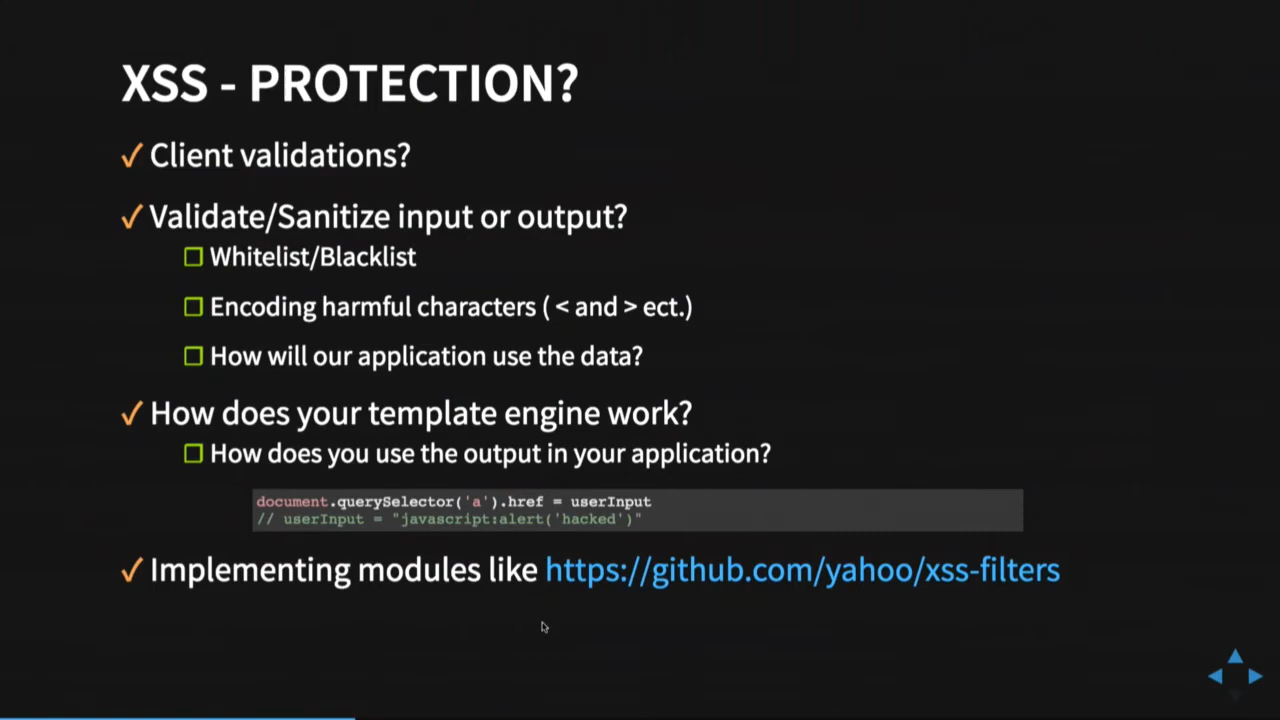 XSS - PROTECTION?
✓ Client validations?
✓ Validate/Sanitize input or output?
Whitelist/Blacklist
Encoding harmful characters ( < and > ect.)
How will our application use the data?
✓ How does your template engine work?
How does you use the output in your application?
document.querySelector('a').href = userInput
// userInput = "javascript:alert('hacked')"
✓ Implementing modules like https://github.com/yahoo/xss-filters